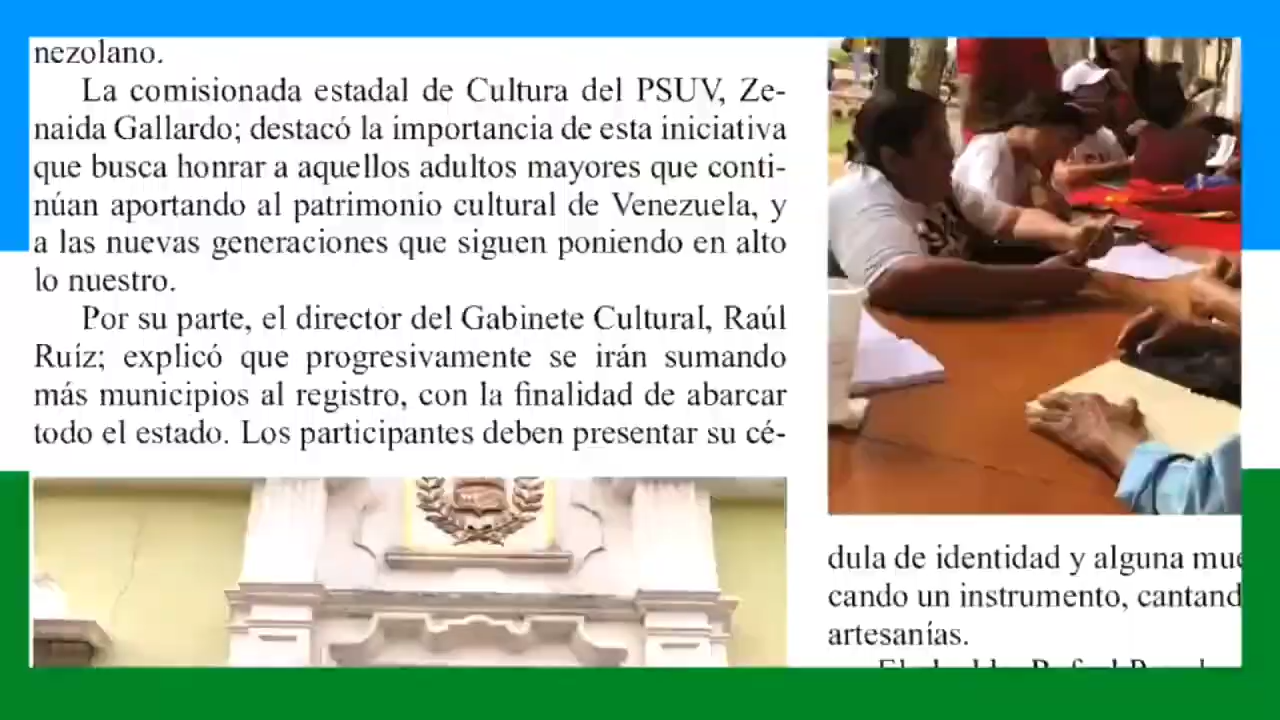 nezolano.
La comisionada estadal de Cultura del PSUV, Ze-
naida Gallardo; destacó la importancia de esta iniciativa
que busca honrar a aquellos adultos mayores que conti-
núan aportando al patrimonio cultural de Venezuela, y
a las nuevas generaciones que siguen poniendo en alto
lo nuestro.
Por su parte, el director del Gabinete Cultural, Raúl
Ruíz; explicó que progresivamente se irán sumando
más municipios al registro, con la finalidad de abarcar
todo el estado. Los participantes deben presentar su cé-
dula de identidad y alguna mue
cando un instrumento, cantand
artesanías.